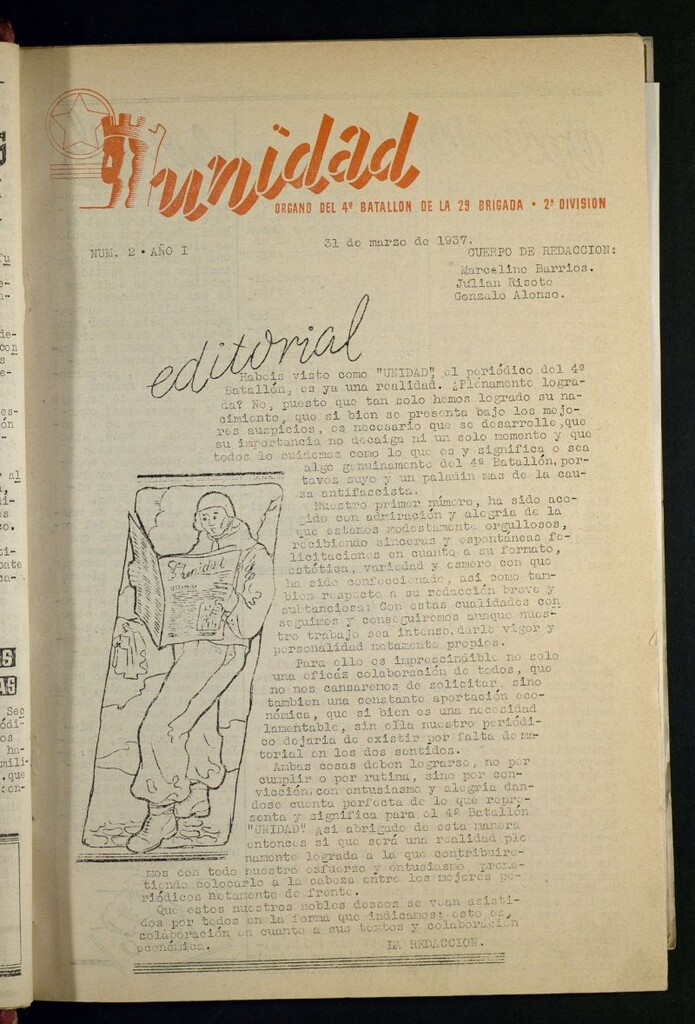 unidad
ORGANO DEL 4º BATALLON DE LA 29 BRIGADA • 2ª DIVISION
NUM. 2 • AÑO I
31 de marzo de 1937.
CUERPO DE REDACCION:
Marcelino Barrios.
Julian Risoto
Gonzalo Alonso.
editorial
Habeis visto como "UNIDAD" el periódico del 4º
Batallón, es ya una realidad. ¿Plenamente logra-
da? No, puesto que tan solo hemos logrado su na-
cimiento, que si bien se presenta bajo los mejo-
res auspicios, es necesario que se desarrolle, que
su importancia no decaiga ni un solo momento y que
todos lo cuidemos como lo que es y significa o sea
algo genuinamente del 4º Batallón, por-
tavoz suyo y un paladin mas de la cau-
sa antifascista.
Nuestro primer número, ha sido aco-
gido con admiración y alegria de la
que estamos modestamente orgullosos,
recibiendo sinceras y espontáneas fe-
licitaciones en cuanto a su formato,
estética, variedad y esmero con que
ha sido confeccionado, asi como tam-
bien respecto a su redacción breve y
substanciosa: Con estas cualidades con
seguimos y conseguiremos aunque nues-
tro trabajo sea intenso, darle vigor y
personalidad netamente propios.
Para ello es imprescindible no solo
una eficáz colaboración de todos, que
no nos cansaremos de solicitar, sino
tambien una constante aportación eco-
nómica, que si bien es una necesidad
lamentable, sin ella nuestro periódi-
co dejaria de existir por falta de ma-
terial en los dos sentidos.
Ambas cosas deben lograrse, no por
cumplir o por rutina, sino por con-
vicción, con entusiasmo y alegria dan-
dose cuenta perfecta de lo que repre-
senta y significa para el 4º Batallón
"UNIDAD" Asi abrigado de esta manera
entonces si que será una realidad ple
namente lograda a la que contribuire-
mos con todo nuestro esfuerzo y entusiasmo prome-
tiendo colocarlo a la cabeza entre los mejores pe-
riódicos netamente de frente.
Que estos nuestros nobles deseos se vean asisti-
dos por todos en la forma que indicamos: esto es,
colaboración en cuanto a sus textos y colaboración
económica.
LA REDACCION.
unidad